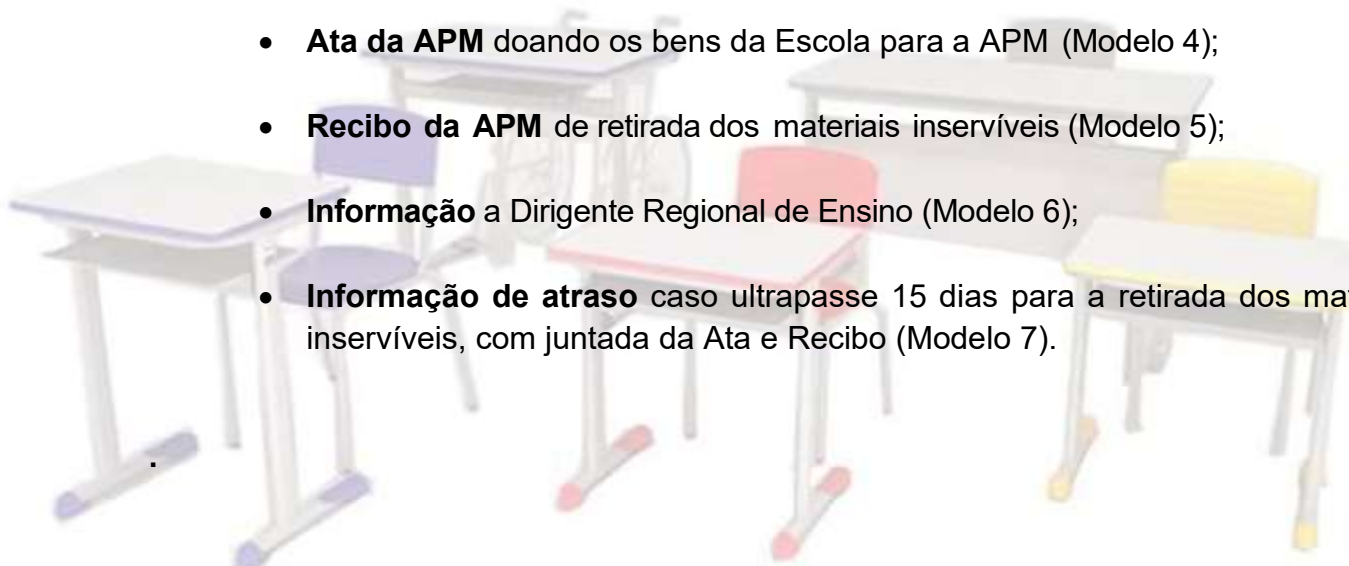 • Ata da APM doando os bens da Escola para a APM (Modelo 4);
• Recibo da APM de retirada dos materiais inservíveis (Modelo 5);
• Informação a Dirigente Regional de Ensino (Modelo 6);
• Informação de atraso caso ultrapasse 15 dias para a retirada dos
inservíveis, com juntada da Ata e Recibo (Modelo 7).
.